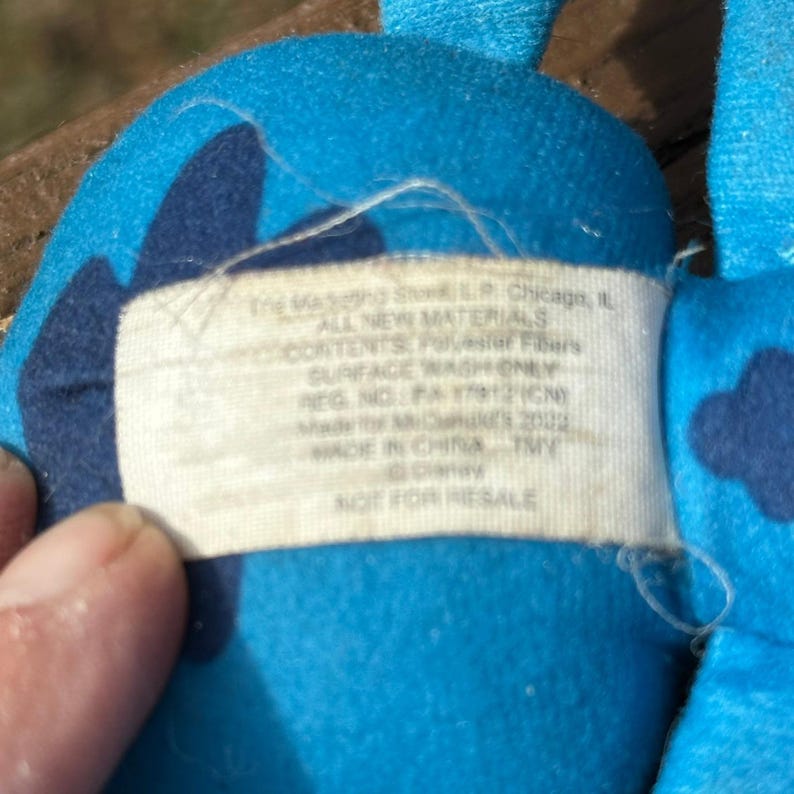 The Marketing Store, L.P. Chicago, IL
ALL NEW MATERIALS
CONTENTS: Polyester Fibers
SURFACE WASH ONLY
REG. NO.: PA-17912 (CN)
Made for McDonald's 2022
MADE IN CHINA TMY
© Disney
NOT FOR RESALE